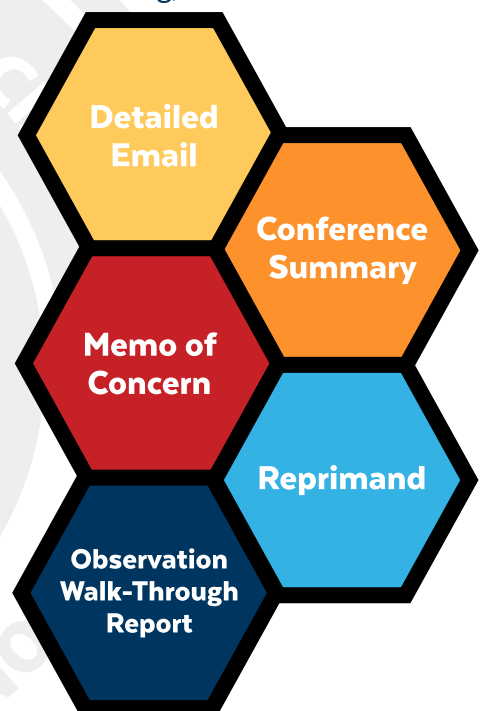 Detailed
Email
Conference
Summary
Memo of
Concern
Reprimand
Observation
Walk-Through
Report